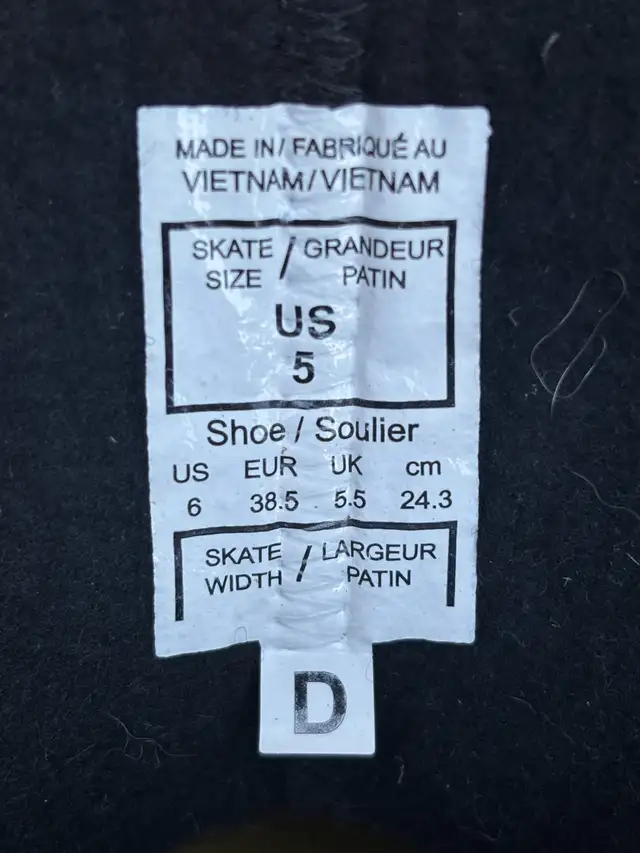 MADE IN/ FABRIQUÉ AU
VIETNAM/VIETNAM
SKATE / GRANDEUR
SIZE PATIN
US
5
Shoe / Soulier
US EUR UK cm
6 38.5 5.5 24.3
SKATE / LARGEUR
WIDTH PATIN
D